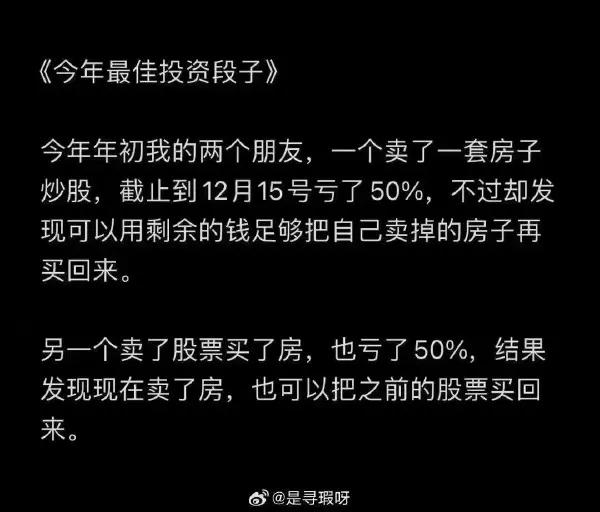 《今年最佳投资段子》
今年年初我的两个朋友，一个卖了一套房子
炒股，截止到12月15号亏了50%，不过却发
现可以用剩余的钱足够把自己卖掉的房子再
买回来。
另一个卖了股票买了房，也亏了50%，结果
发现现在卖了房，也可以把之前的股票买回
来。
@是寻瑕呀